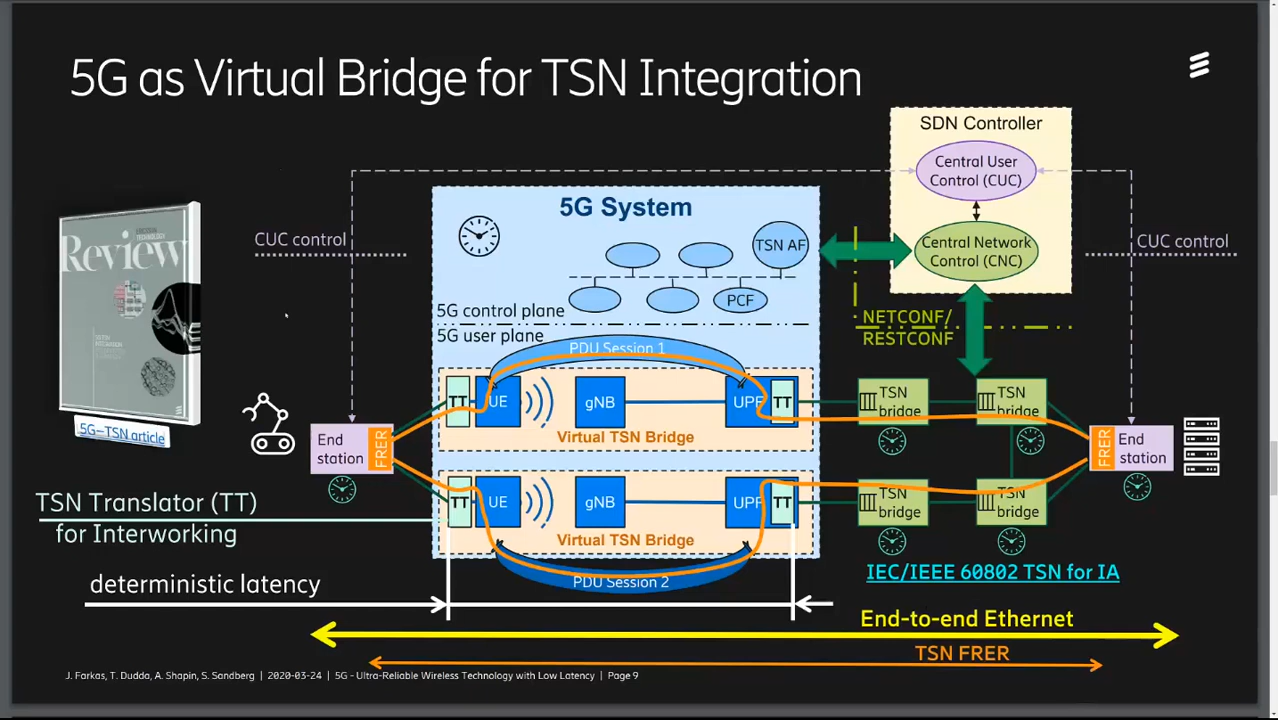 5G as Virtual Bridge for TSN Integration
SDN Controller
Central User
Control (CUC)
5G System
Review
CUC control
TSN AF
Central Network
Control (CNC)
CUC control
PCF
5G control plane
NETCONF/
RESTCONF
5G user plane
PDU Session 1
TT
UE
gNB
UPF
TT
TSN
bridge
TSN
bridge
Virtual TSN Bridge
5G–TSN article
End
station
FRER
FRER
End
station
TSN Translator (TT)
for Interworking
TT
UE
gNB
UPF
TT
TSN
bridge
TSN
bridge
Virtual TSN Bridge
PDU Session 2
IEC/IEEE 60802 TSN for IA
deterministic latency
End-to-end Ethernet
TSN FRER
J. Farkas, T. Dudda, A. Shapin, S. Sandberg | 2020-03-24 | 5G - Ultra-Reliable Wireless Technology with Low Latency | Page 9